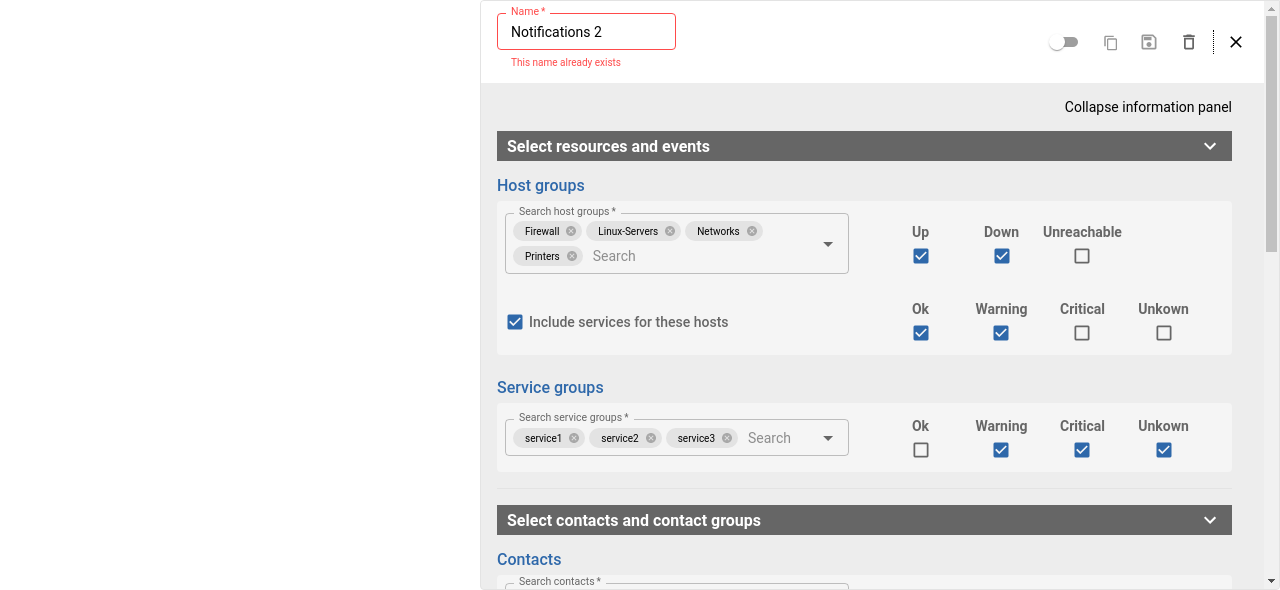 Name *
Notifications 2
This name already exists
Collapse information panel
Select resources and events
Host groups
Search host groups *
Firewall Linux-Servers Networks
Printers Search
Up Down Unreachable
Include services for these hosts
Ok Warning Critical Unkown
Service groups
Search service groups *
service1 service2 service3 Search
Ok Warning Critical Unkown
Select contacts and contact groups
Contacts
Search contacts *